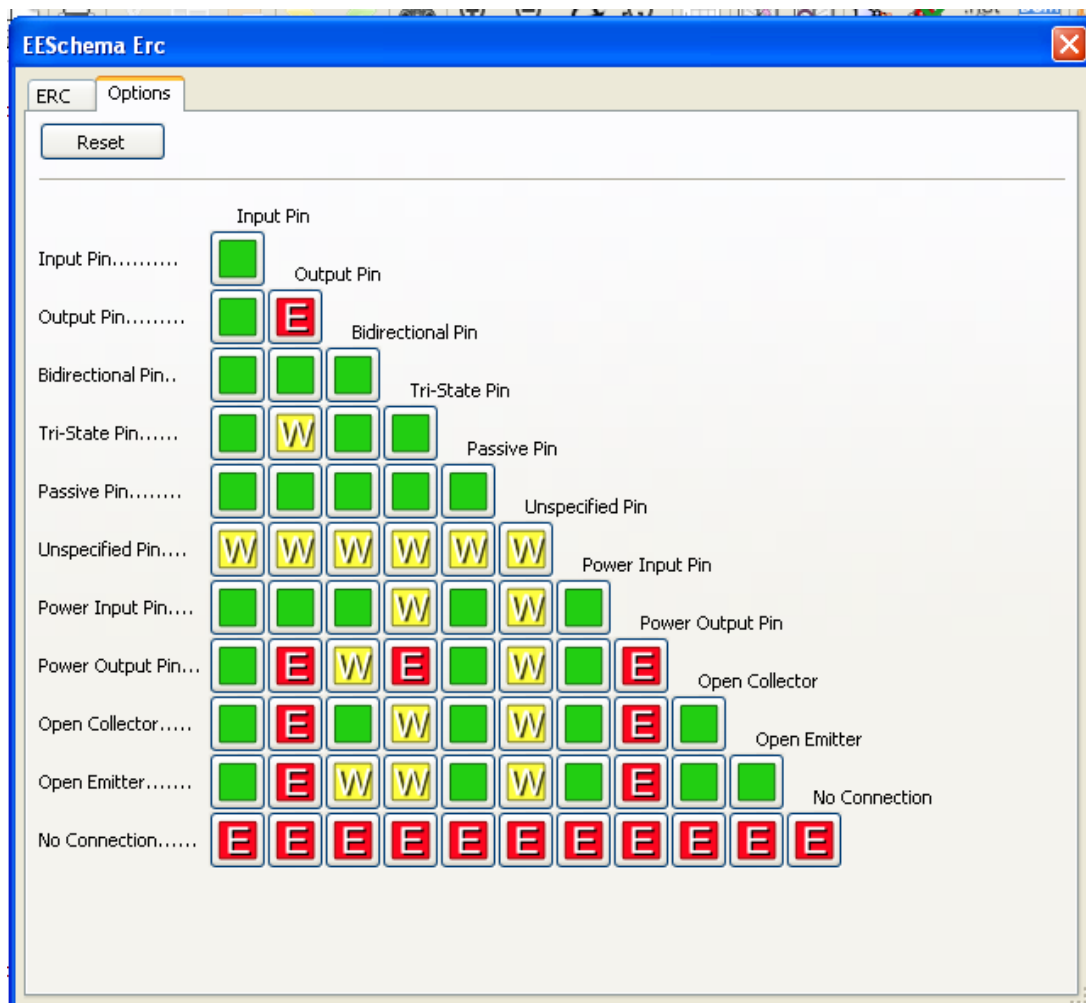 EESchema Erc
ERC Options
Reset
Input Pin
Input Pin..........
Output Pin
Output Pin......... E
Bidirectional Pin
Bidirectional Pin..
Tri-State Pin
Tri-State Pin...... W
Passive Pin
Passive Pin........
Unspecified Pin
Unspecified Pin.... W W W W W W
Power Input Pin
Power Input Pin.... W W
Power Output Pin
Power Output Pin... E W E W E
Open Collector
Open Collector..... E W W E
Open Emitter
Open Emitter....... E W W W E
No Connection
No Connection...... E E E E E E E E E E E